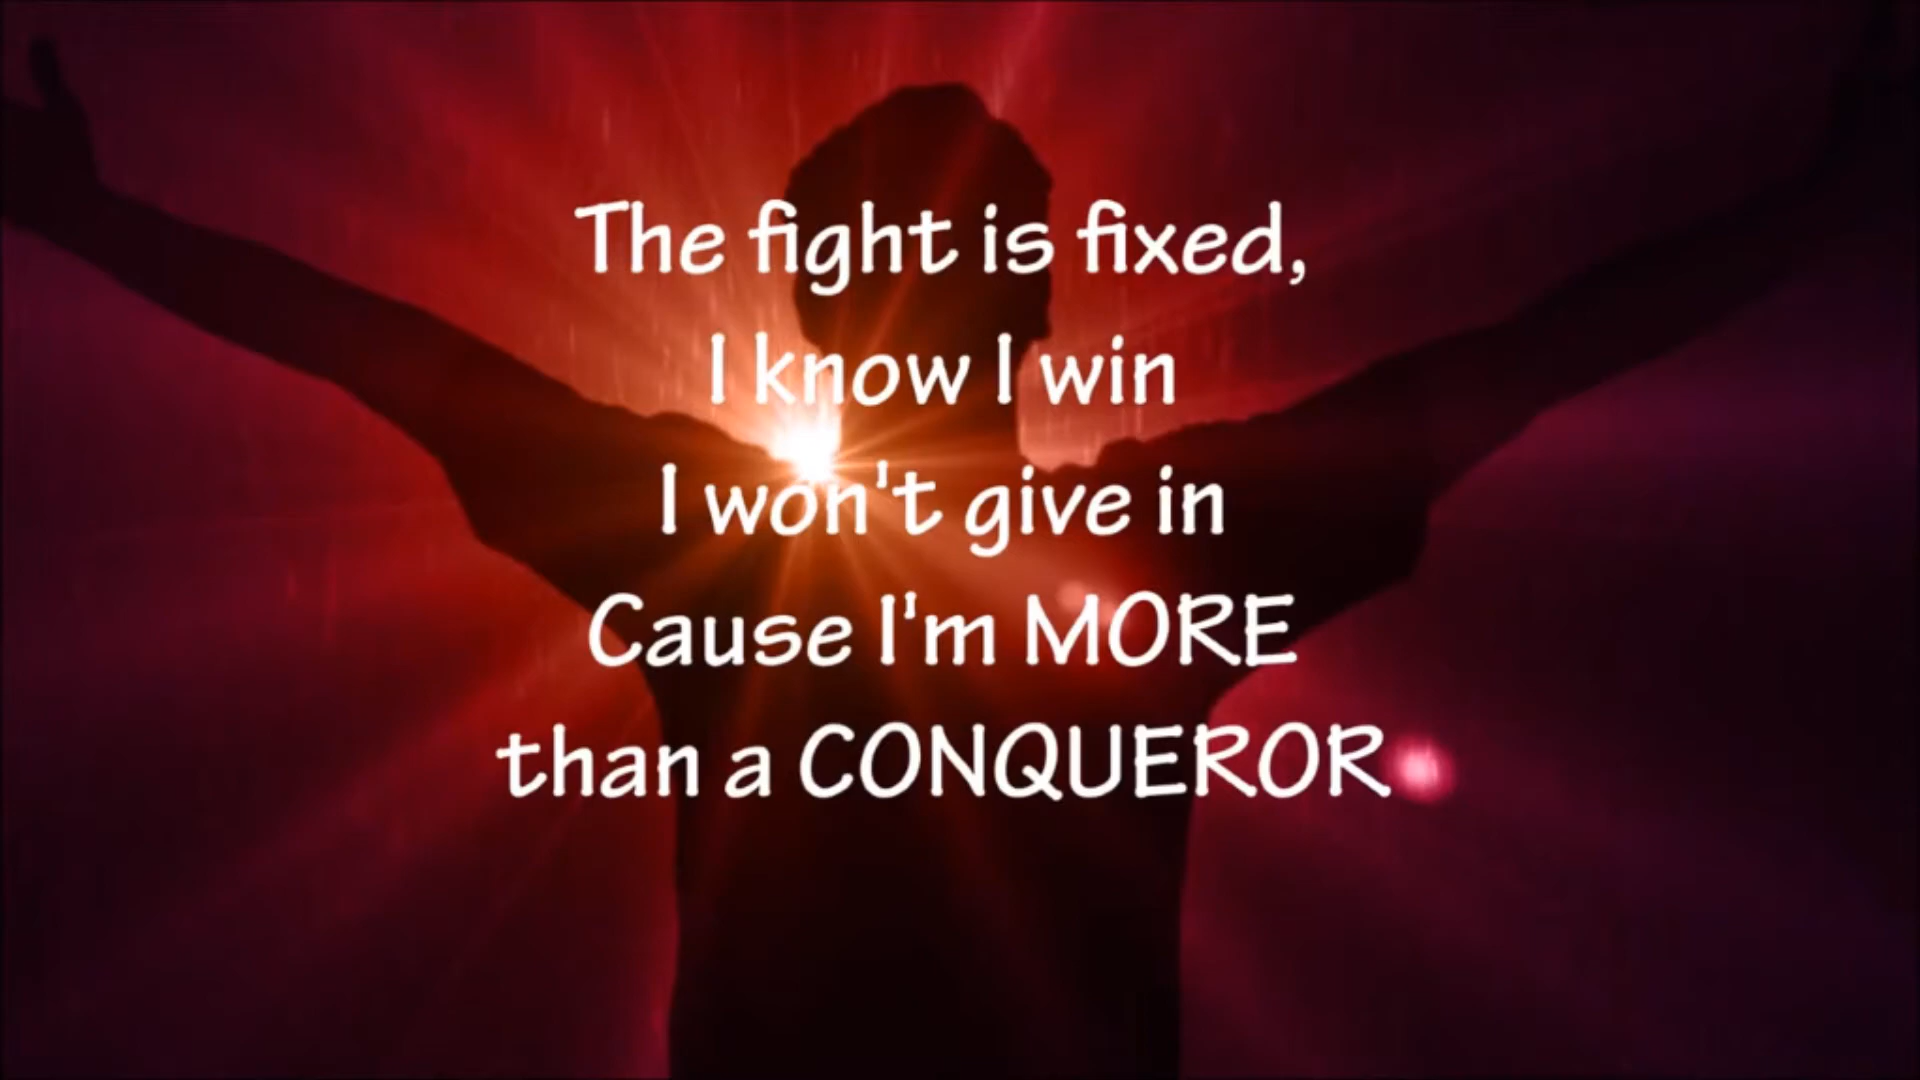 The fight is fixed,
I know I win
I won't give in
Cause I'm MORE
than a CONQUEROR